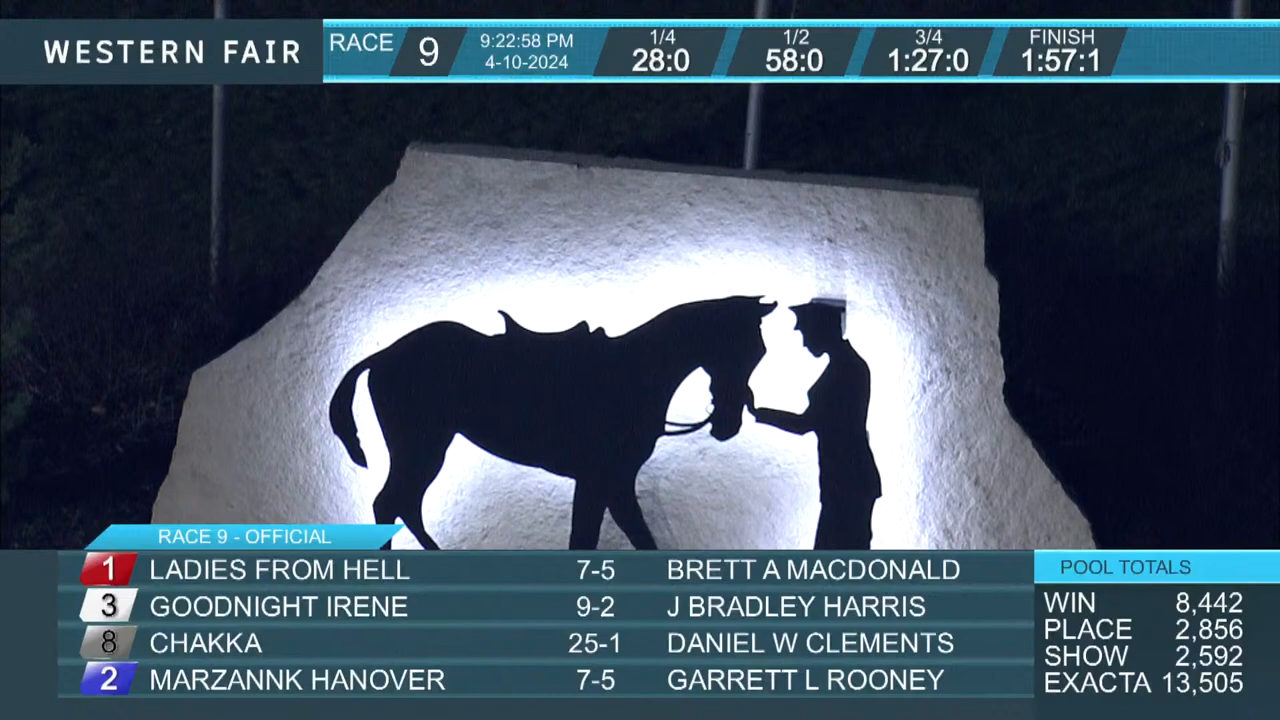 WESTERN FAIR
RACE 9
9:22:58 PM
4-10-2024
1/4
28:0
1/2
58:0
3/4
1:27:0
FINISH
1:57:1
RACE 9 - OFFICIAL
1 LADIES FROM HELL 7-5 BRETT A MACDONALD
3 GOODNIGHT IRENE 9-2 J BRADLEY HARRIS
8 CHAKKA 25-1 DANIEL W CLEMENTS
2 MARZANNK HANOVER 7-5 GARRETT L ROONEY
POOL TOTALS
WIN 8,442
PLACE 2,856
SHOW 2,592
EXACTA 13,505